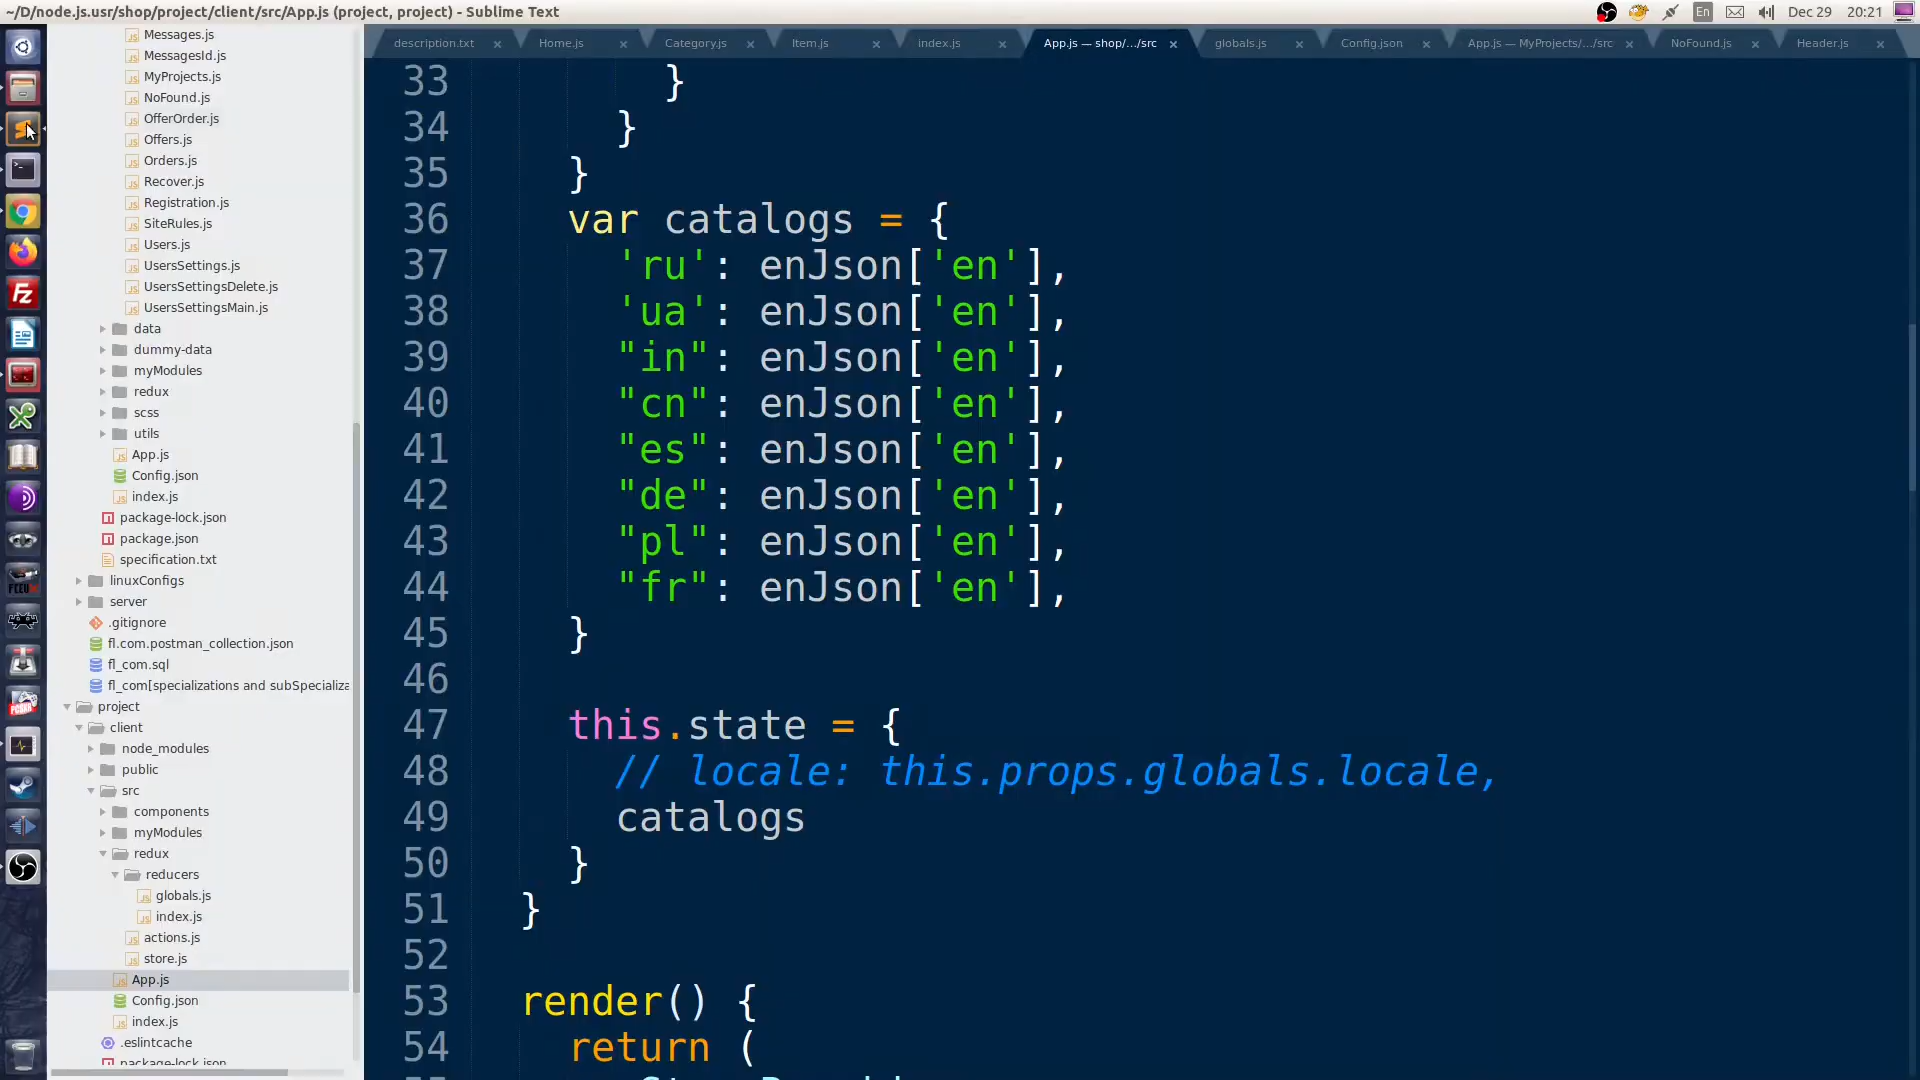 ~/D/node.js.usr/shop/project/client/src/App.js (project, project) - Sublime Text
En
Dec 29
20:21
description.txt
Home.js
Category.js
Item.js
index.js
App.js — shop/.../src
globals.js
Config.json
App.js — MyProjects/.../src
NoFound.js
Header.js
Messages.js
MessagesId.js
MyProjects.js
NoFound.js
OfferOrder.js
Offers.js
Orders.js
Recover.js
Registration.js
SiteRules.js
Users.js
UsersSettings.js
UsersSettingsDelete.js
UsersSettingsMain.js
data
dummy-data
myModules
redux
scss
utils
App.js
Config.json
index.js
package-lock.json
package.json
specification.txt
linuxConfigs
server
.gitignore
fl.com.postman_collection.json
fl_com.sql
fl_com[specializations and subSpecializa
project
client
node_modules
public
src
components
myModules
redux
reducers
globals.js
index.js
actions.js
store.js
App.js
Config.json
index.js
.eslintcache
package-lock.json
33 }
34 }
35 }
36 var catalogs = {
37 'ru': enJson['en'],
38 'ua': enJson['en'],
39 "in": enJson['en'],
40 "cn": enJson['en'],
41 "es": enJson['en'],
42 "de": enJson['en'],
43 "pl": enJson['en'],
44 "fr": enJson['en'],
45 }
46
47 this.state = {
48 // locale: this.props.globals.locale,
49 catalogs
50 }
51 }
52
53 render() {
54 return (